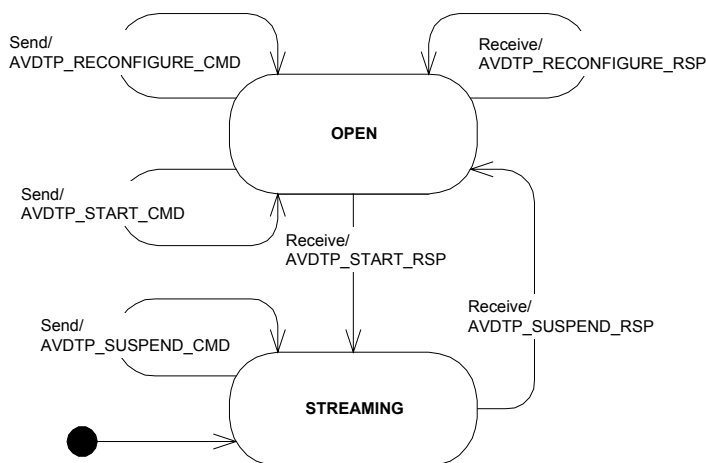 Send/
AVDTP_RECONFIGURE_CMD
Receive/
AVDTP_RECONFIGURE_RSP
OPEN
Send/
AVDTP_START_CMD
Receive/
AVDTP_START_RSP
Send/
AVDTP_SUSPEND_CMD
Receive/
AVDTP_SUSPEND_RSP
STREAMING